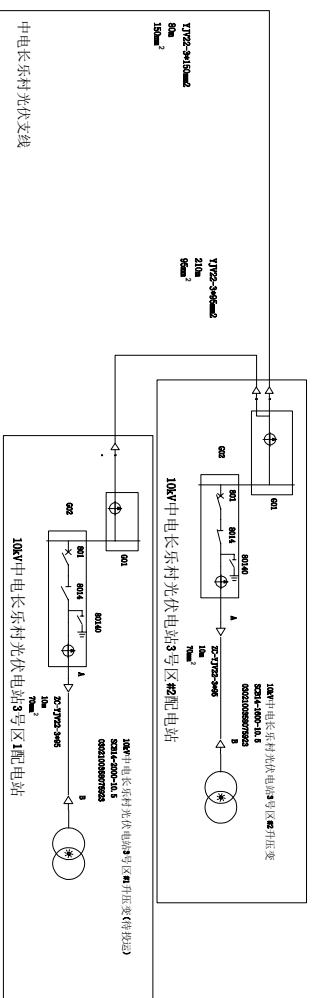 中电长乐村光伏支线
YJV22-3*150mm2
80m
150mm²
YJV22-3*95mm2
210m
95mm²
G01
G02
801
8014
80140
A
ZC-YJV22-3*95
10m
70mm²
B
10kV中电长乐村光伏电站3号区#2升压变
SCB14-1600-10.5
10kV中电长乐村光伏电站3号区#2配电站
G01
G02
801
8014
80140
A
ZC-YJV22-3*95
10m
70mm²
B
10kV中电长乐村光伏电站3号区#1升压变(待投运)
SCB14-2000-10.5
10kV中电长乐村光伏电站3号区1配电站